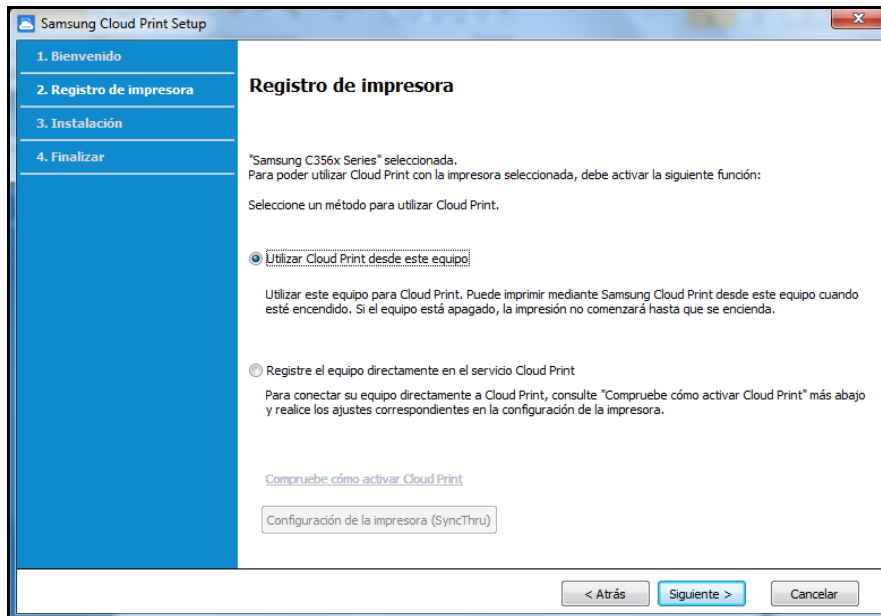 Samsung Cloud Print Setup
1. Bienvenido
2. Registro de impresora
3. Instalación
4. Finalizar
Registro de impresora
"Samsung C356x Series" seleccionada.
Para poder utilizar Cloud Print con la impresora seleccionada, debe activar la siguiente función:
Seleccione un método para utilizar Cloud Print.
Utilizar Cloud Print desde este equipo
Utilizar este equipo para Cloud Print. Puede imprimir mediante Samsung Cloud Print desde este equipo cuando
esté encendido. Si el equipo está apagado, la impresión no comenzará hasta que se encienda.
Registre el equipo directamente en el servicio Cloud Print
Para conectar su equipo directamente a Cloud Print, consulte "Compruebe cómo activar Cloud Print" más abajo
y realice los ajustes correspondientes en la configuración de la impresora.
Compruebe cómo activar Cloud Print
Configuración de la impresora (SyncThru)
< Atrás
Siguiente >
Cancelar